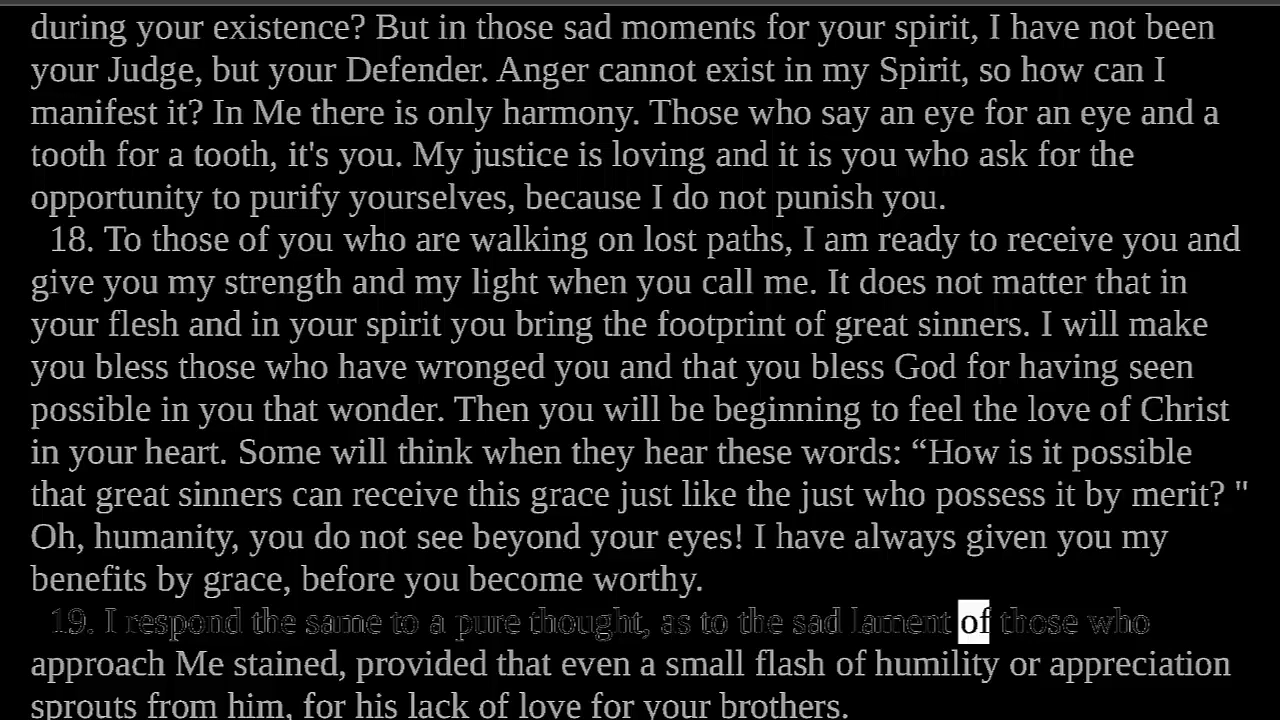 during your existence? But in those sad moments for your spirit, I have not been
your Judge, but your Defender. Anger cannot exist in my Spirit, so how can I
manifest it? In Me there is only harmony. Those who say an eye for an eye and a
tooth for a tooth, it's you. My justice is loving and it is you who ask for the
opportunity to purify yourselves, because I do not punish you.
18. To those of you who are walking on lost paths, I am ready to receive you and
give you my strength and my light when you call me. It does not matter that in
your flesh and in your spirit you bring the footprint of great sinners. I will make
you bless those who have wronged you and that you bless God for having seen
possible in you that wonder. Then you will be beginning to feel the love of Christ
in your heart. Some will think when they hear these words: “How is it possible
that great sinners can receive this grace just like the just who possess it by merit? "
Oh, humanity, you do not see beyond your eyes! I have always given you my
benefits by grace, before you become worthy.
19. I respond the same to a pure thought, as to the sad lament of those who
approach Me stained, provided that even a small flash of humility or appreciation
sprouts from him, for his lack of love for your brothers.